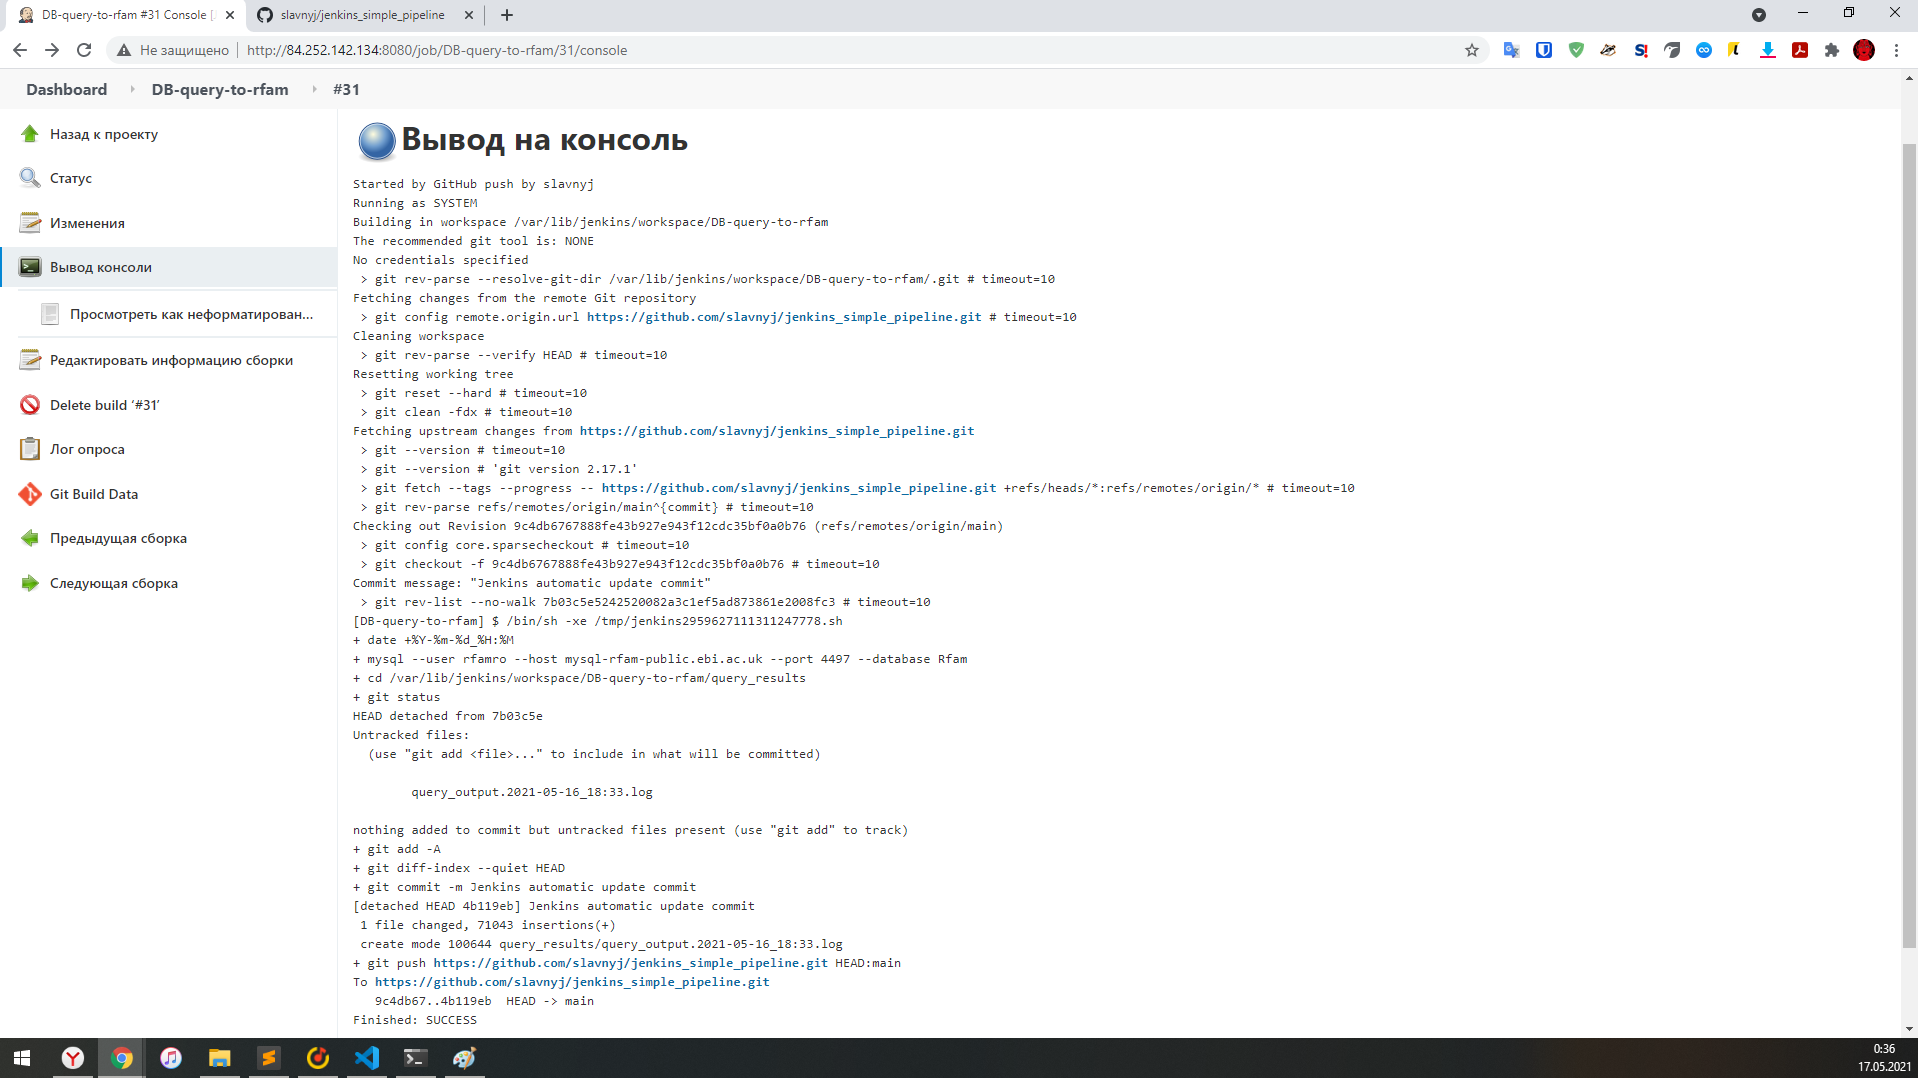 DB-query-to-rfam #31 Console [J
slavnyj/jenkins_simple_pipeline
Не защищено
http://84.252.142.134:8080/job/DB-query-to-rfam/31/console
Dashboard
DB-query-to-rfam
#31
Назад к проекту
Статус
Изменения
Вывод консоли
Просмотреть как неформатирован...
Редактировать информацию сборки
Delete build ‘#31’
Лог опроса
Git Build Data
Предыдущая сборка
Следующая сборка
Вывод на консоль
Started by GitHub push by slavnyj
Running as SYSTEM
Building in workspace /var/lib/jenkins/workspace/DB-query-to-rfam
The recommended git tool is: NONE
No credentials specified
> git rev-parse --resolve-git-dir /var/lib/jenkins/workspace/DB-query-to-rfam/.git # timeout=10
Fetching changes from the remote Git repository
> git config remote.origin.url https://github.com/slavnyj/jenkins_simple_pipeline.git # timeout=10
Cleaning workspace
> git rev-parse --verify HEAD # timeout=10
Resetting working tree
> git reset --hard # timeout=10
> git clean -fdx # timeout=10
Fetching upstream changes from https://github.com/slavnyj/jenkins_simple_pipeline.git
> git --version # timeout=10
> git --version # 'git version 2.17.1'
> git fetch --tags --progress -- https://github.com/slavnyj/jenkins_simple_pipeline.git +refs/heads/*:refs/remotes/origin/* # timeout=10
> git rev-parse refs/remotes/origin/main^{commit} # timeout=10
Checking out Revision 9c4db6767888fe43b927e943f12cdc35bf0a0b76 (refs/remotes/origin/main)
> git config core.sparsecheckout # timeout=10
> git checkout -f 9c4db6767888fe43b927e943f12cdc35bf0a0b76 # timeout=10
Commit message: "Jenkins automatic update commit"
> git rev-list --no-walk 7b03c5e5242520082a3c1ef5ad873861e2008fc3 # timeout=10
[DB-query-to-rfam] $ /bin/sh -xe /tmp/jenkins2959627111311247778.sh
+ date +%Y-%m-%d_%H:%M
+ mysql --user rfamro --host mysql-rfam-public.ebi.ac.uk --port 4497 --database Rfam
+ cd /var/lib/jenkins/workspace/DB-query-to-rfam/query_results
+ git status
HEAD detached from 7b03c5e
Untracked files:
(use "git add <file>..." to include in what will be committed)
query_output.2021-05-16_18:33.log
nothing added to commit but untracked files present (use "git add" to track)
+ git add -A
+ git diff-index --quiet HEAD
+ git commit -m Jenkins automatic update commit
[detached HEAD 4b119eb] Jenkins automatic update commit
1 file changed, 71043 insertions(+)
create mode 100644 query_results/query_output.2021-05-16_18:33.log
+ git push https://github.com/slavnyj/jenkins_simple_pipeline.git HEAD:main
To https://github.com/slavnyj/jenkins_simple_pipeline.git
9c4db67..4b119eb HEAD -> main
Finished: SUCCESS
0:36
17.05.2021